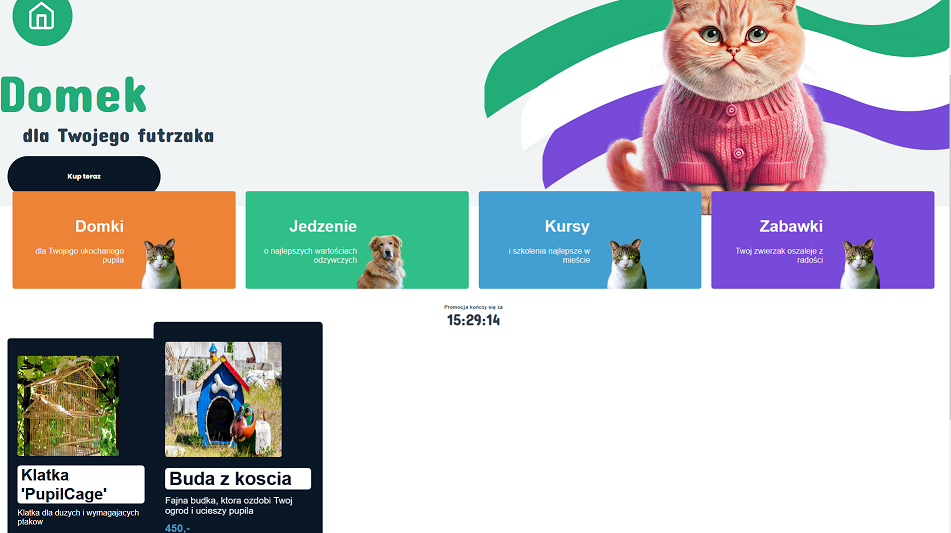 Domek
dla Twojego futrzaka
Kup teraz
Domki
dla Twojego ukochanego
pupila
Jedzenie
o najlepszych wartościach
odżywczych
Kursy
i szkolenia najlepsze w
mieście
Zabawki
Twoj zwierzak oszaleje z
radości
Promocja kończy się za
15:29:14
Klatka
'PupilCage'
Klatka dla duzych i wymagajacych
ptakow
Buda z koscia
Fajna budka, ktora ozdobi Twoj
ogrod i ucieszy pupila
450,-